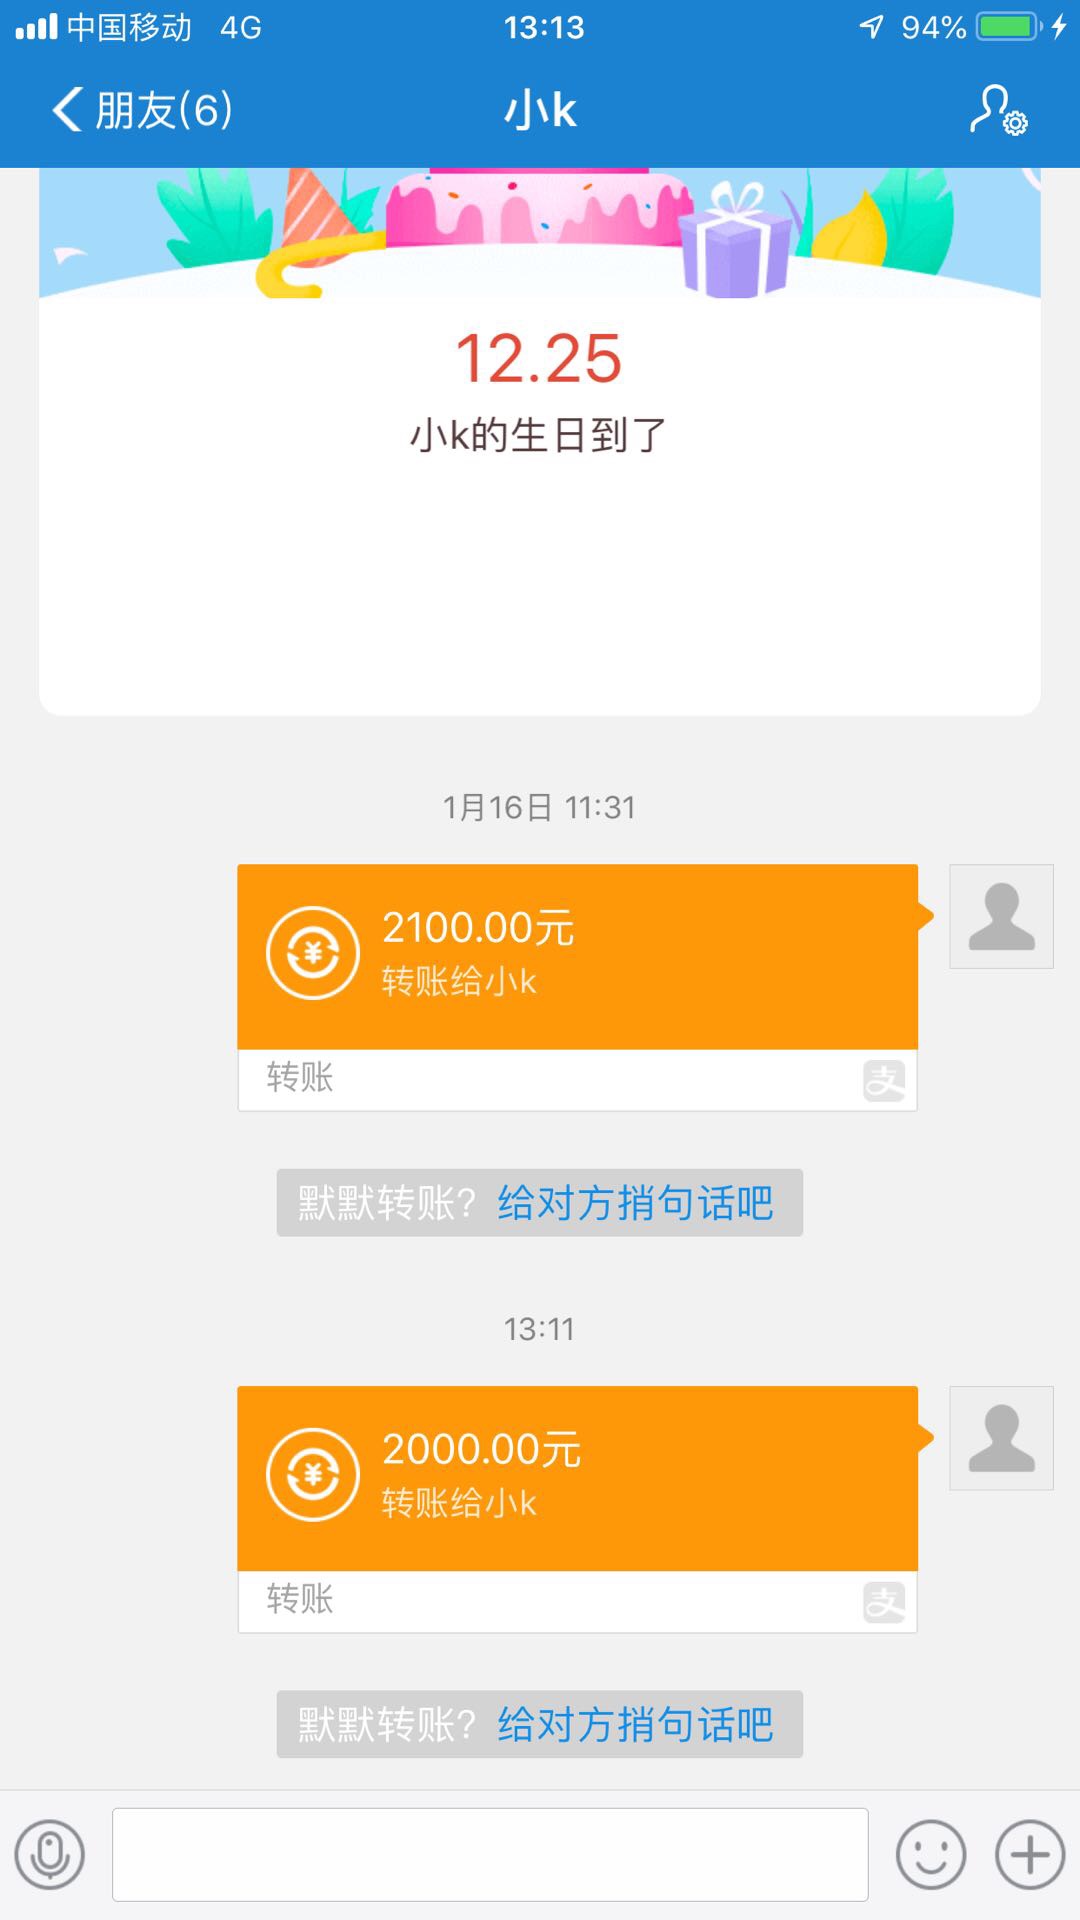 中国移动 4G 13:13 94%
朋友(6) 小k
12.25
小k的生日到了
1月16日 11:31
2100.00元
转账给小k
转账
支
默默转账? 给对方捎句话吧
13:11
2000.00元
转账给小k
转账
支
默默转账? 给对方捎句话吧